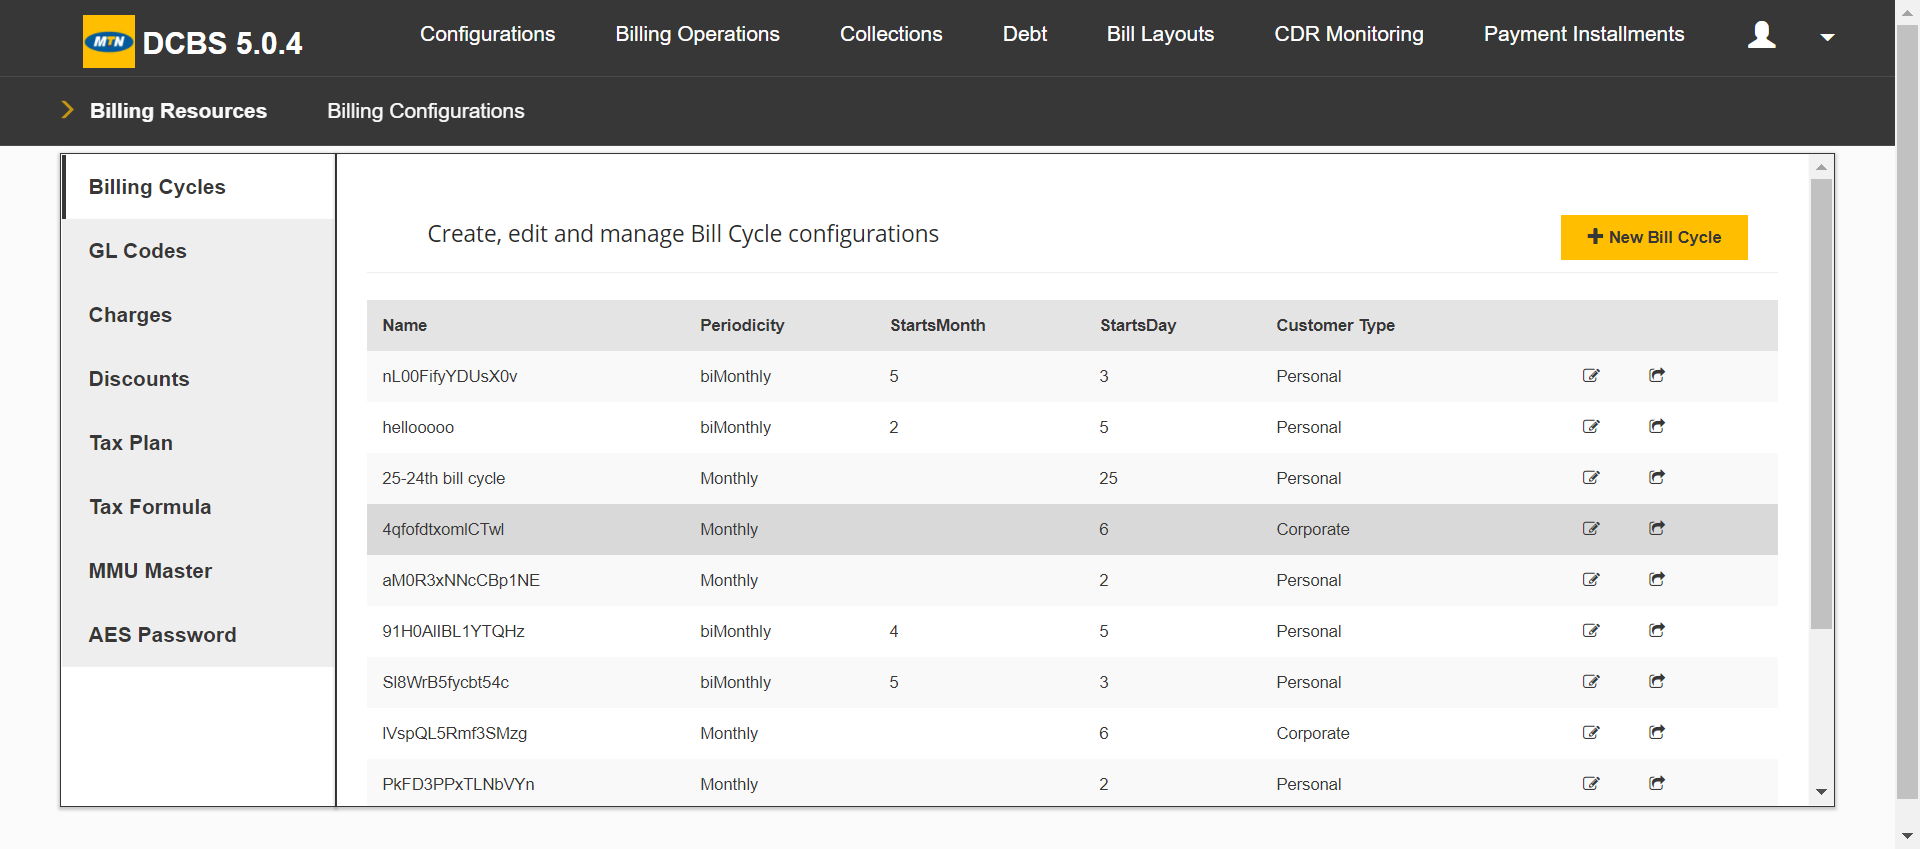 MTN DCBS 5.0.4 Configurations Billing Operations Collections Debt Bill Layouts CDR Monitoring Payment Installments
Billing Resources Billing Configurations
Billing Cycles
GL Codes
Charges
Discounts
Tax Plan
Tax Formula
MMU Master
AES Password
Create, edit and manage Bill Cycle configurations
New Bill Cycle
Name Periodicity StartsMonth StartsDay Customer Type
nL00FifyYDUsX0v biMonthly 5 3 Personal
hellooooo biMonthly 2 5 Personal
25-24th bill cycle Monthly 25 Personal
4qfofdtxomlCTwl Monthly 6 Corporate
aM0R3xNNcCBp1NE Monthly 2 Personal
91H0AlIBL1YTQHz biMonthly 4 5 Personal
Sl8WrB5fycbt54c biMonthly 5 3 Personal
lVspQL5Rmf3SMzg Monthly 6 Corporate
PkFD3PPxTLNbVYn Monthly 2 Personal